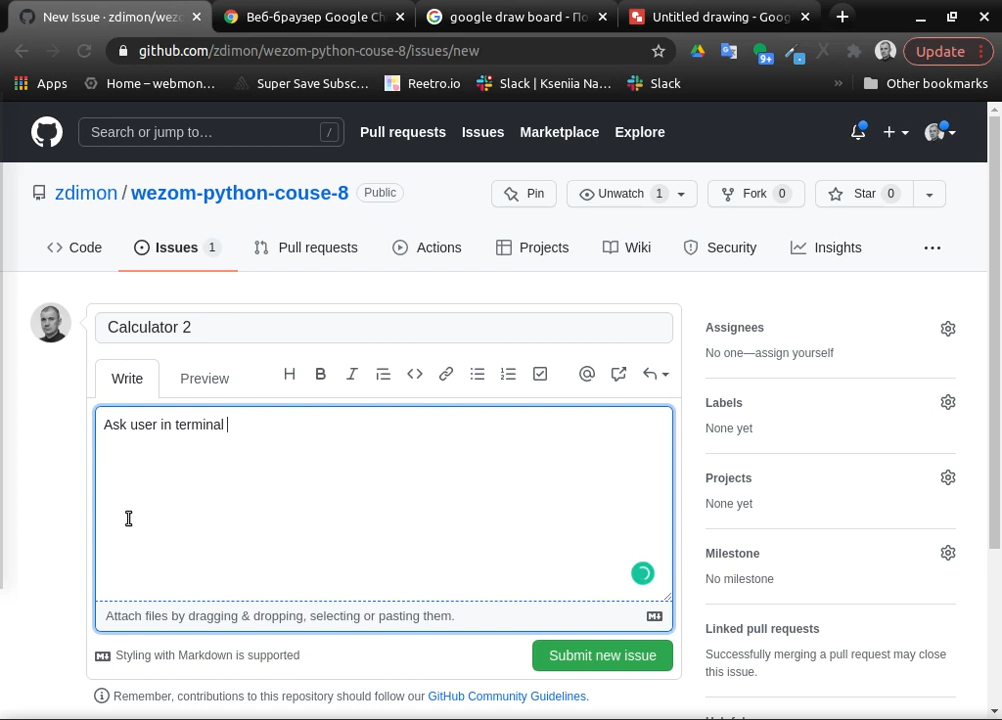 New Issue · zdimon/wezo
Веб-браузер Google Ch
google draw board - По
Untitled drawing - Goog
github.com/zdimon/wezom-python-couse-8/issues/new
9+
Update
Apps
Home – webmon...
Super Save Subsc...
Reetro.io
Slack | Kseniia Na...
Slack
»
Other bookmarks
Search or jump to…
/
Pull requests
Issues
Marketplace
Explore
zdimon / wezom-python-couse-8
Public
Pin
Unwatch 1
Fork 0
Star 0
Code
Issues 1
Pull requests
Actions
Projects
Wiki
Security
Insights
Calculator 2
Write
Preview
Ask user in terminal
Attach files by dragging & dropping, selecting or pasting them.
Styling with Markdown is supported
Submit new issue
Remember, contributions to this repository should follow our GitHub Community Guidelines.
Assignees
No one—assign yourself
Labels
None yet
Projects
None yet
Milestone
No milestone
Linked pull requests
Successfully merging a pull request may close
this issue.